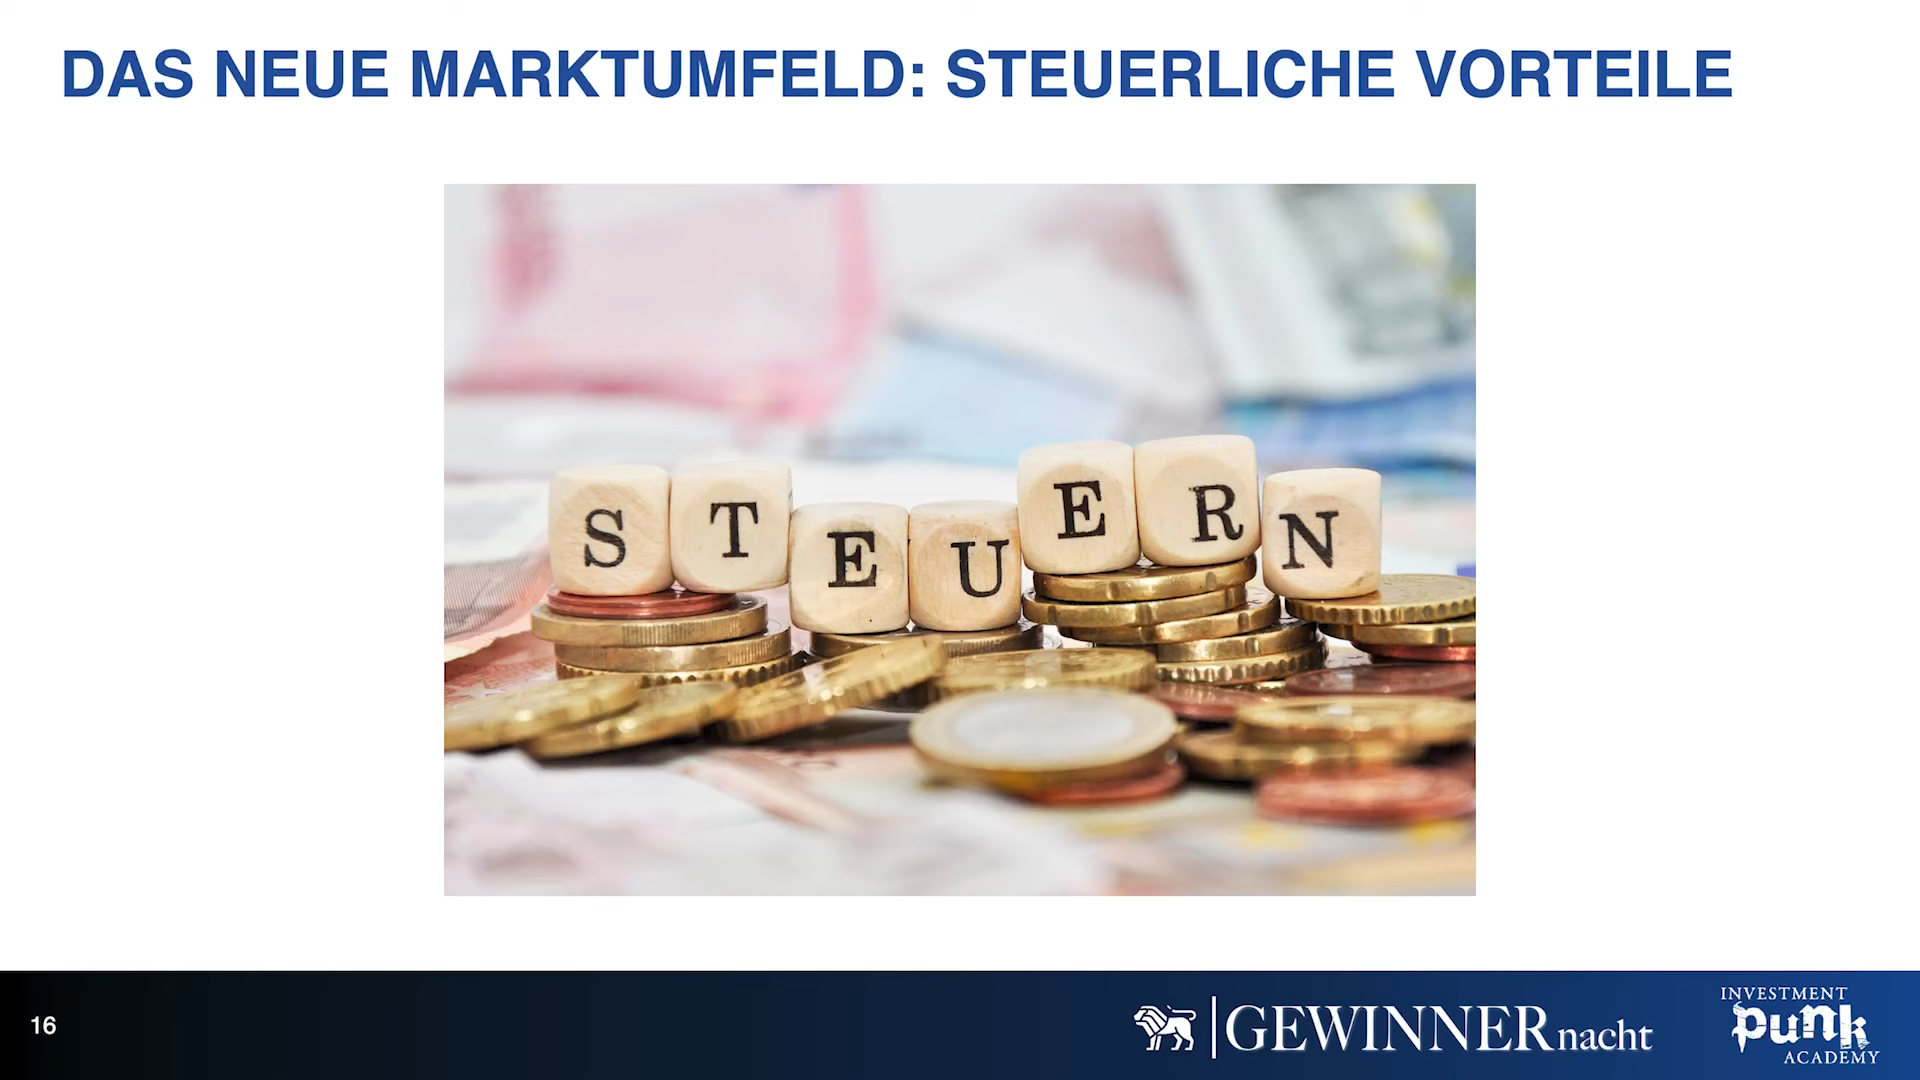 DAS NEUE MARKTUMFELD: STEUERLICHE VORTEILE
STEUERN
16
GEWINNERnacht
INVESTMENT
punk
ACADEMY